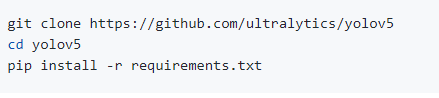 git clone https://github.com/ultralytics/yolov5
cd yolov5
pip install -r requirements.txt